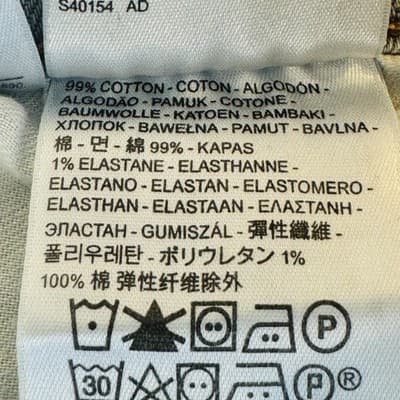 S40154 AD
99% COTTON - COTON - ALGODÓN -
ALGODÃO - PAMUK - COTONE -
BAUMWOLLE - KATOEN - BAMBAKI -
ХЛОПОК - BAWEŁNA - PAMUT - BAVLNA -
棉 - 면 - 綿 99% - KAPAS
1% ELASTANE - ELASTHANNE -
ELASTANO - ELASTAN - ELASTOMERO -
ELASTHAN - ELASTAAN - ΕΛΑΣΤΑΝΗ -
ЭЛАСТАН - GUMISZÁL - 彈性纖維 -
폴리우레탄 - ポリウレタン 1%
100% 棉 弹性纤维除外
P
30 P ®